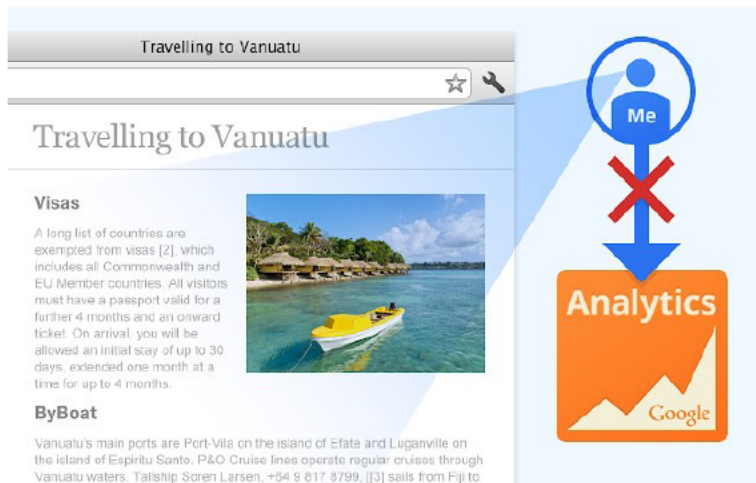 Travelling to Vanuatu
Travelling to Vanuatu
Visas
A long list of countries are
exempted from visas [2], which
includes all Commonwealth and
EU Member countries. All visitors
must have a passport valid for a
further 4 months and an onward
ticket. On arrival, you will be
allowed an initial stay of up to 30
days, extended one month at a
time for up to 4 months.
ByBoat
Vanuatu's main ports are Port-Vila on the island of Efate and Luganville on
the island of Espiritu Santo. P&O Cruise lines operate regular cruises through
Vanuatu waters. Tallship Soren Larsen, +64 9 817 8799, [[3] sails from Fiji to
Me
Analytics
Google